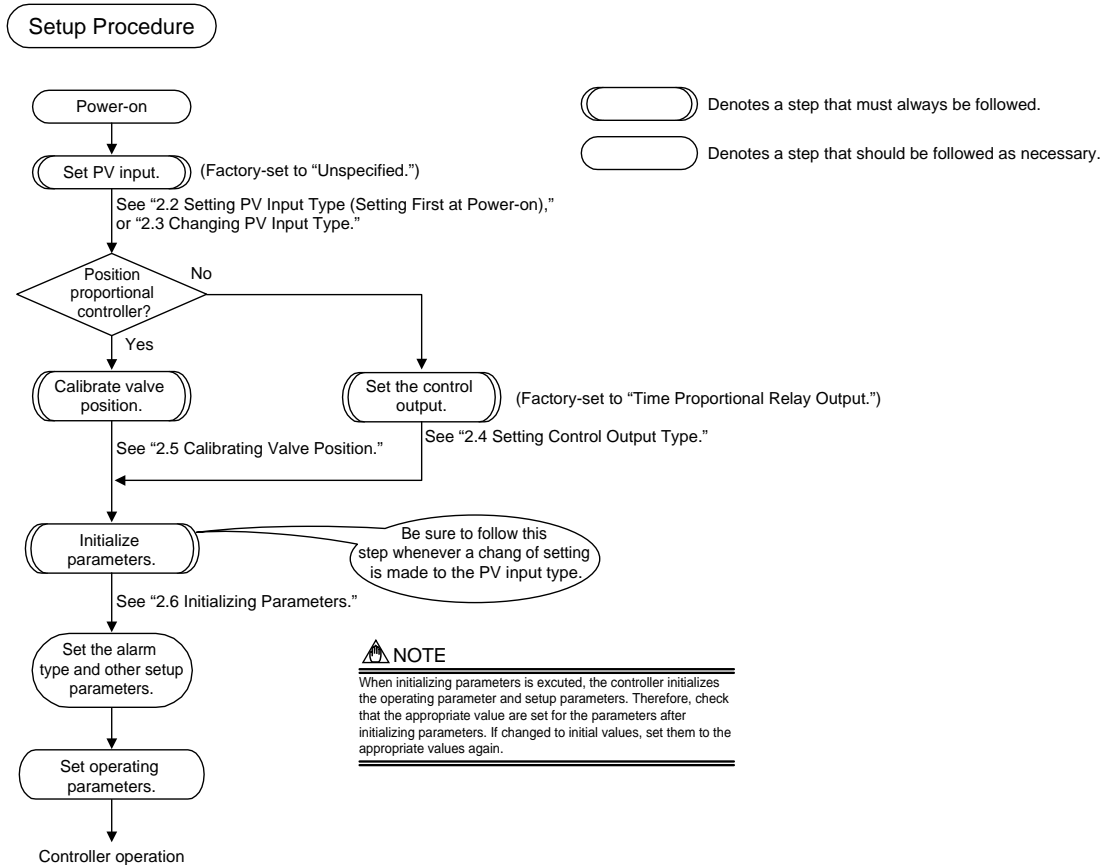 Setup Procedure
Power-on
Denotes a step that must always be followed.
Set PV input.
(Factory-set to “Unspecified.”)
Denotes a step that should be followed as necessary.
See “2.2 Setting PV Input Type (Setting First at Power-on),”
or “2.3 Changing PV Input Type.”
Position
proportional
controller?
No
Yes
Calibrate valve
position.
Set the control
output.
(Factory-set to “Time Proportional Relay Output.”)
See “2.5 Calibrating Valve Position.”
See “2.4 Setting Control Output Type.”
Initialize
parameters.
Be sure to follow this
step whenever a chang of setting
is made to the PV input type.
See “2.6 Initializing Parameters.”
Set the alarm
type and other setup
parameters.
NOTE
When initializing parameters is excuted, the controller initializes
the operating parameter and setup parameters. Therefore, check
that the appropriate value are set for the parameters after
initializing parameters. If changed to initial values, set them to the
appropriate values again.
Set operating
parameters.
Controller operation